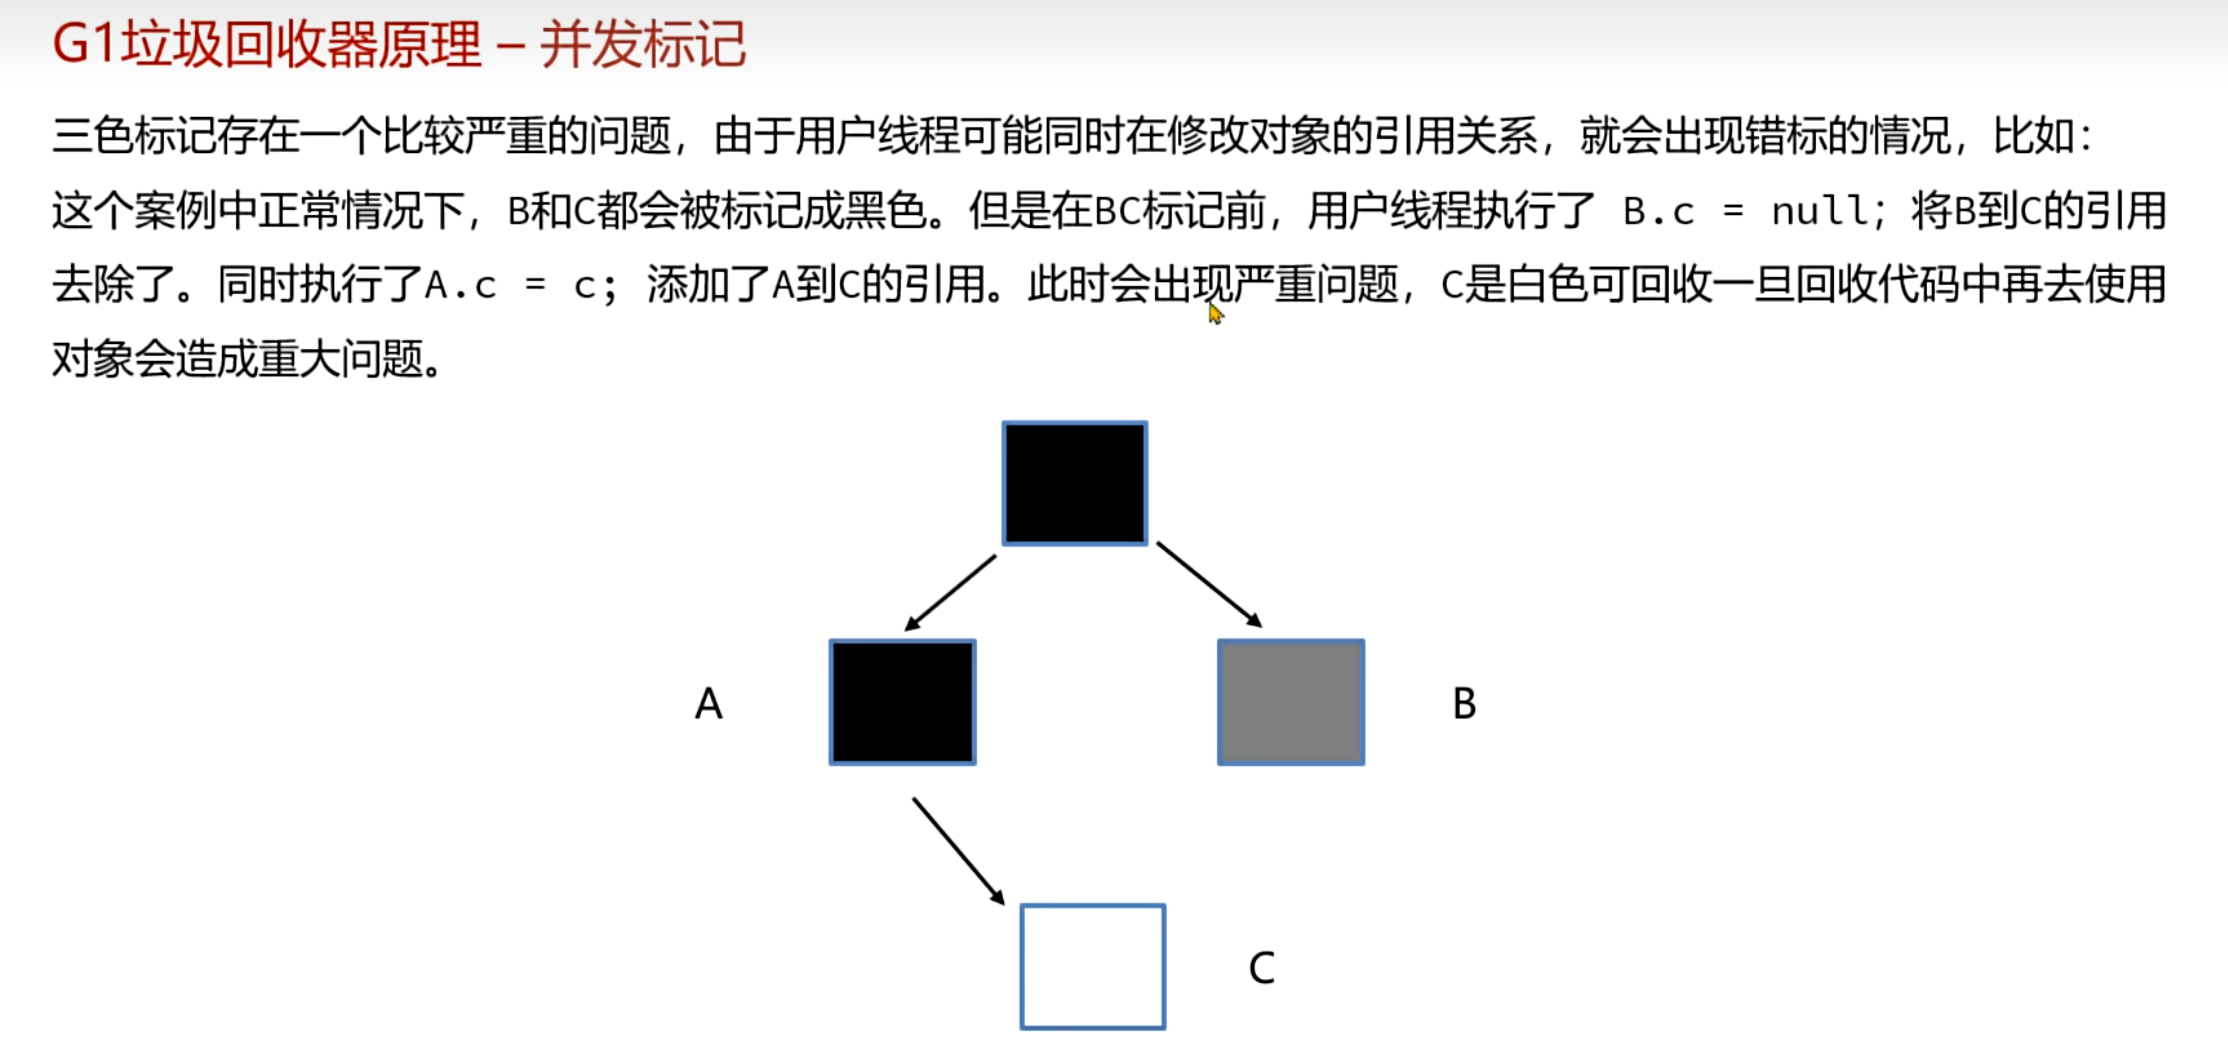 G1垃圾回收器原理 – 并发标记
三色标记存在一个比较严重的问题，由于用户线程可能同时在修改对象的引用关系，就会出现错标的情况，比如：
这个案例中正常情况下，B和C都会被标记成黑色。但是在BC标记前，用户线程执行了 B.c = null；将B到C的引用
去除了。同时执行了A.c = c；添加了A到C的引用。此时会出现严重问题，C是白色可回收一旦回收代码中再去使用
对象会造成重大问题。
A
B
C